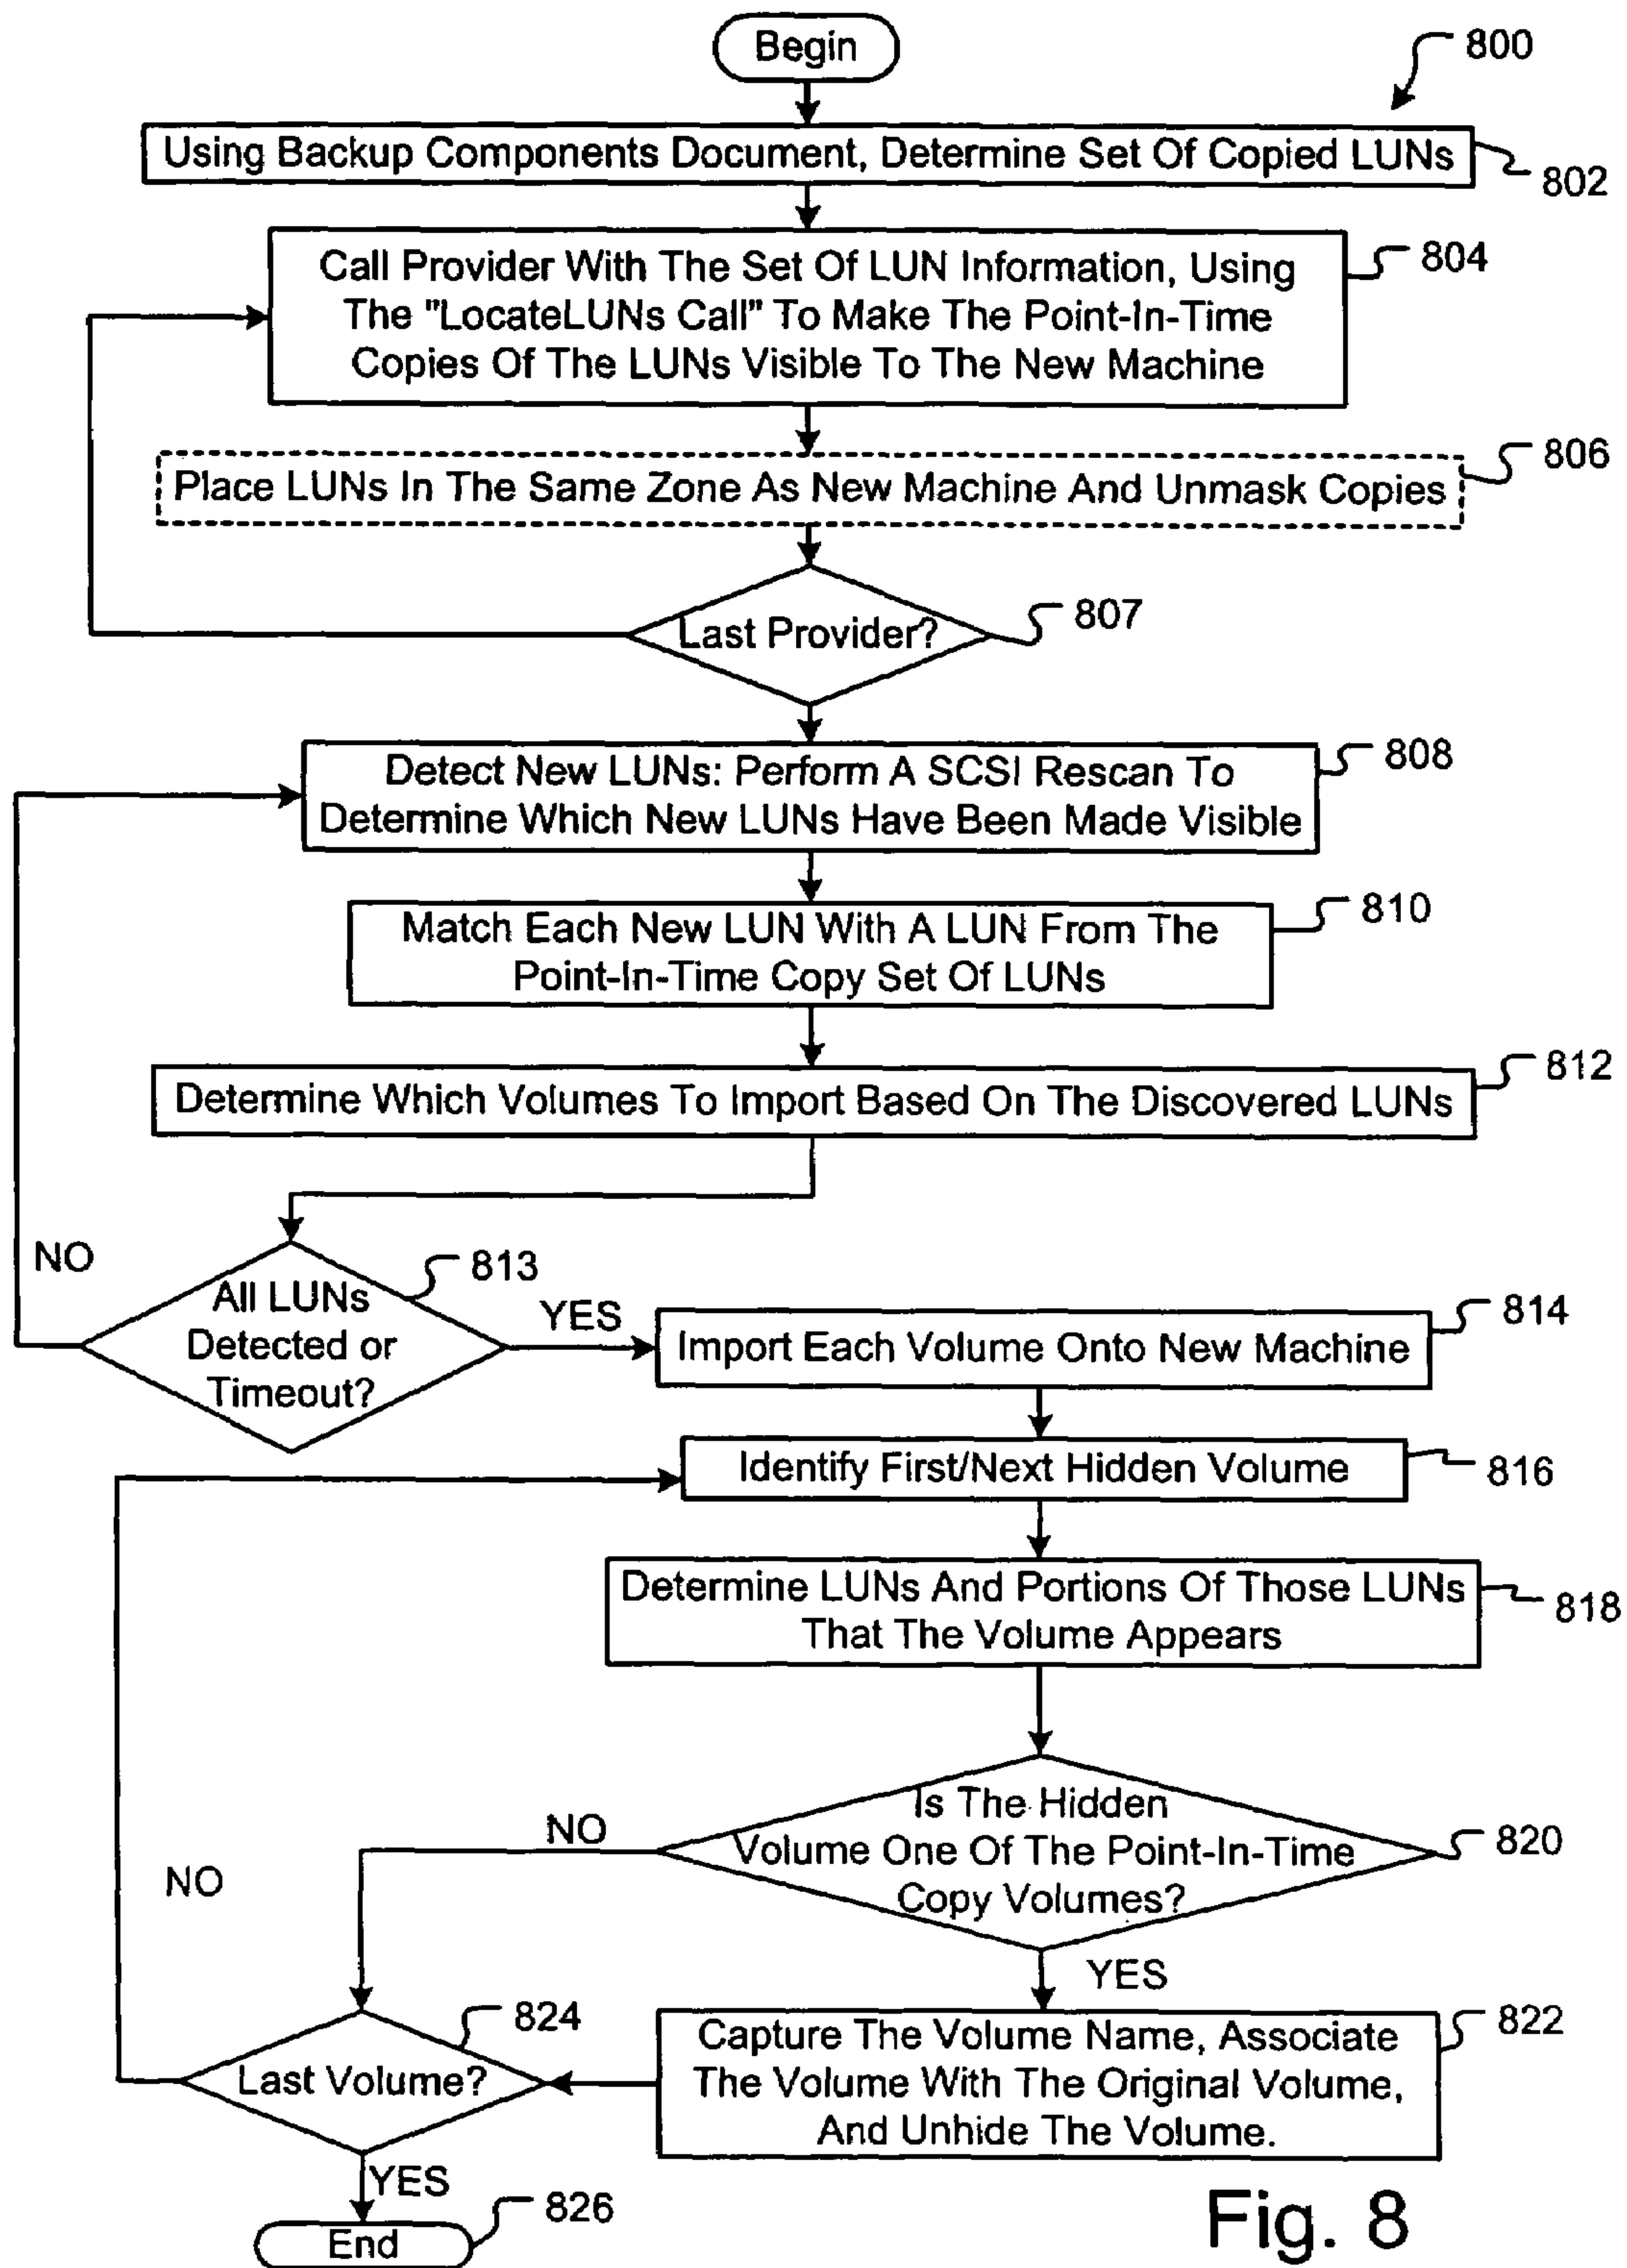 Begin
800
Using Backup Components Document, Determine Set Of Copied LUNs
802
Call Provider With The Set Of LUN Information, Using
The "LocateLUNs Call" To Make The Point-In-Time
Copies Of The LUNs Visible To The New Machine
804
Place LUNs In The Same Zone As New Machine And Unmask Copies
806
Last Provider?
807
Detect New LUNs: Perform A SCSI Rescan To
Determine Which New LUNs Have Been Made Visible
808
Match Each New LUN With A LUN From The
Point-In-Time Copy Set Of LUNs
810
Determine Which Volumes To Import Based On The Discovered LUNs
812
NO
All LUNs
Detected or
Timeout?
813
YES
Import Each Volume Onto New Machine
814
Identify First/Next Hidden Volume
816
Determine LUNs And Portions Of Those LUNs
That The Volume Appears
818
Is The Hidden
Volume One Of The Point-In-Time
Copy Volumes?
820
NO
NO
YES
Capture The Volume Name, Associate
The Volume With The Original Volume,
And Unhide The Volume.
822
Last Volume?
824
YES
End
826
Fig. 8